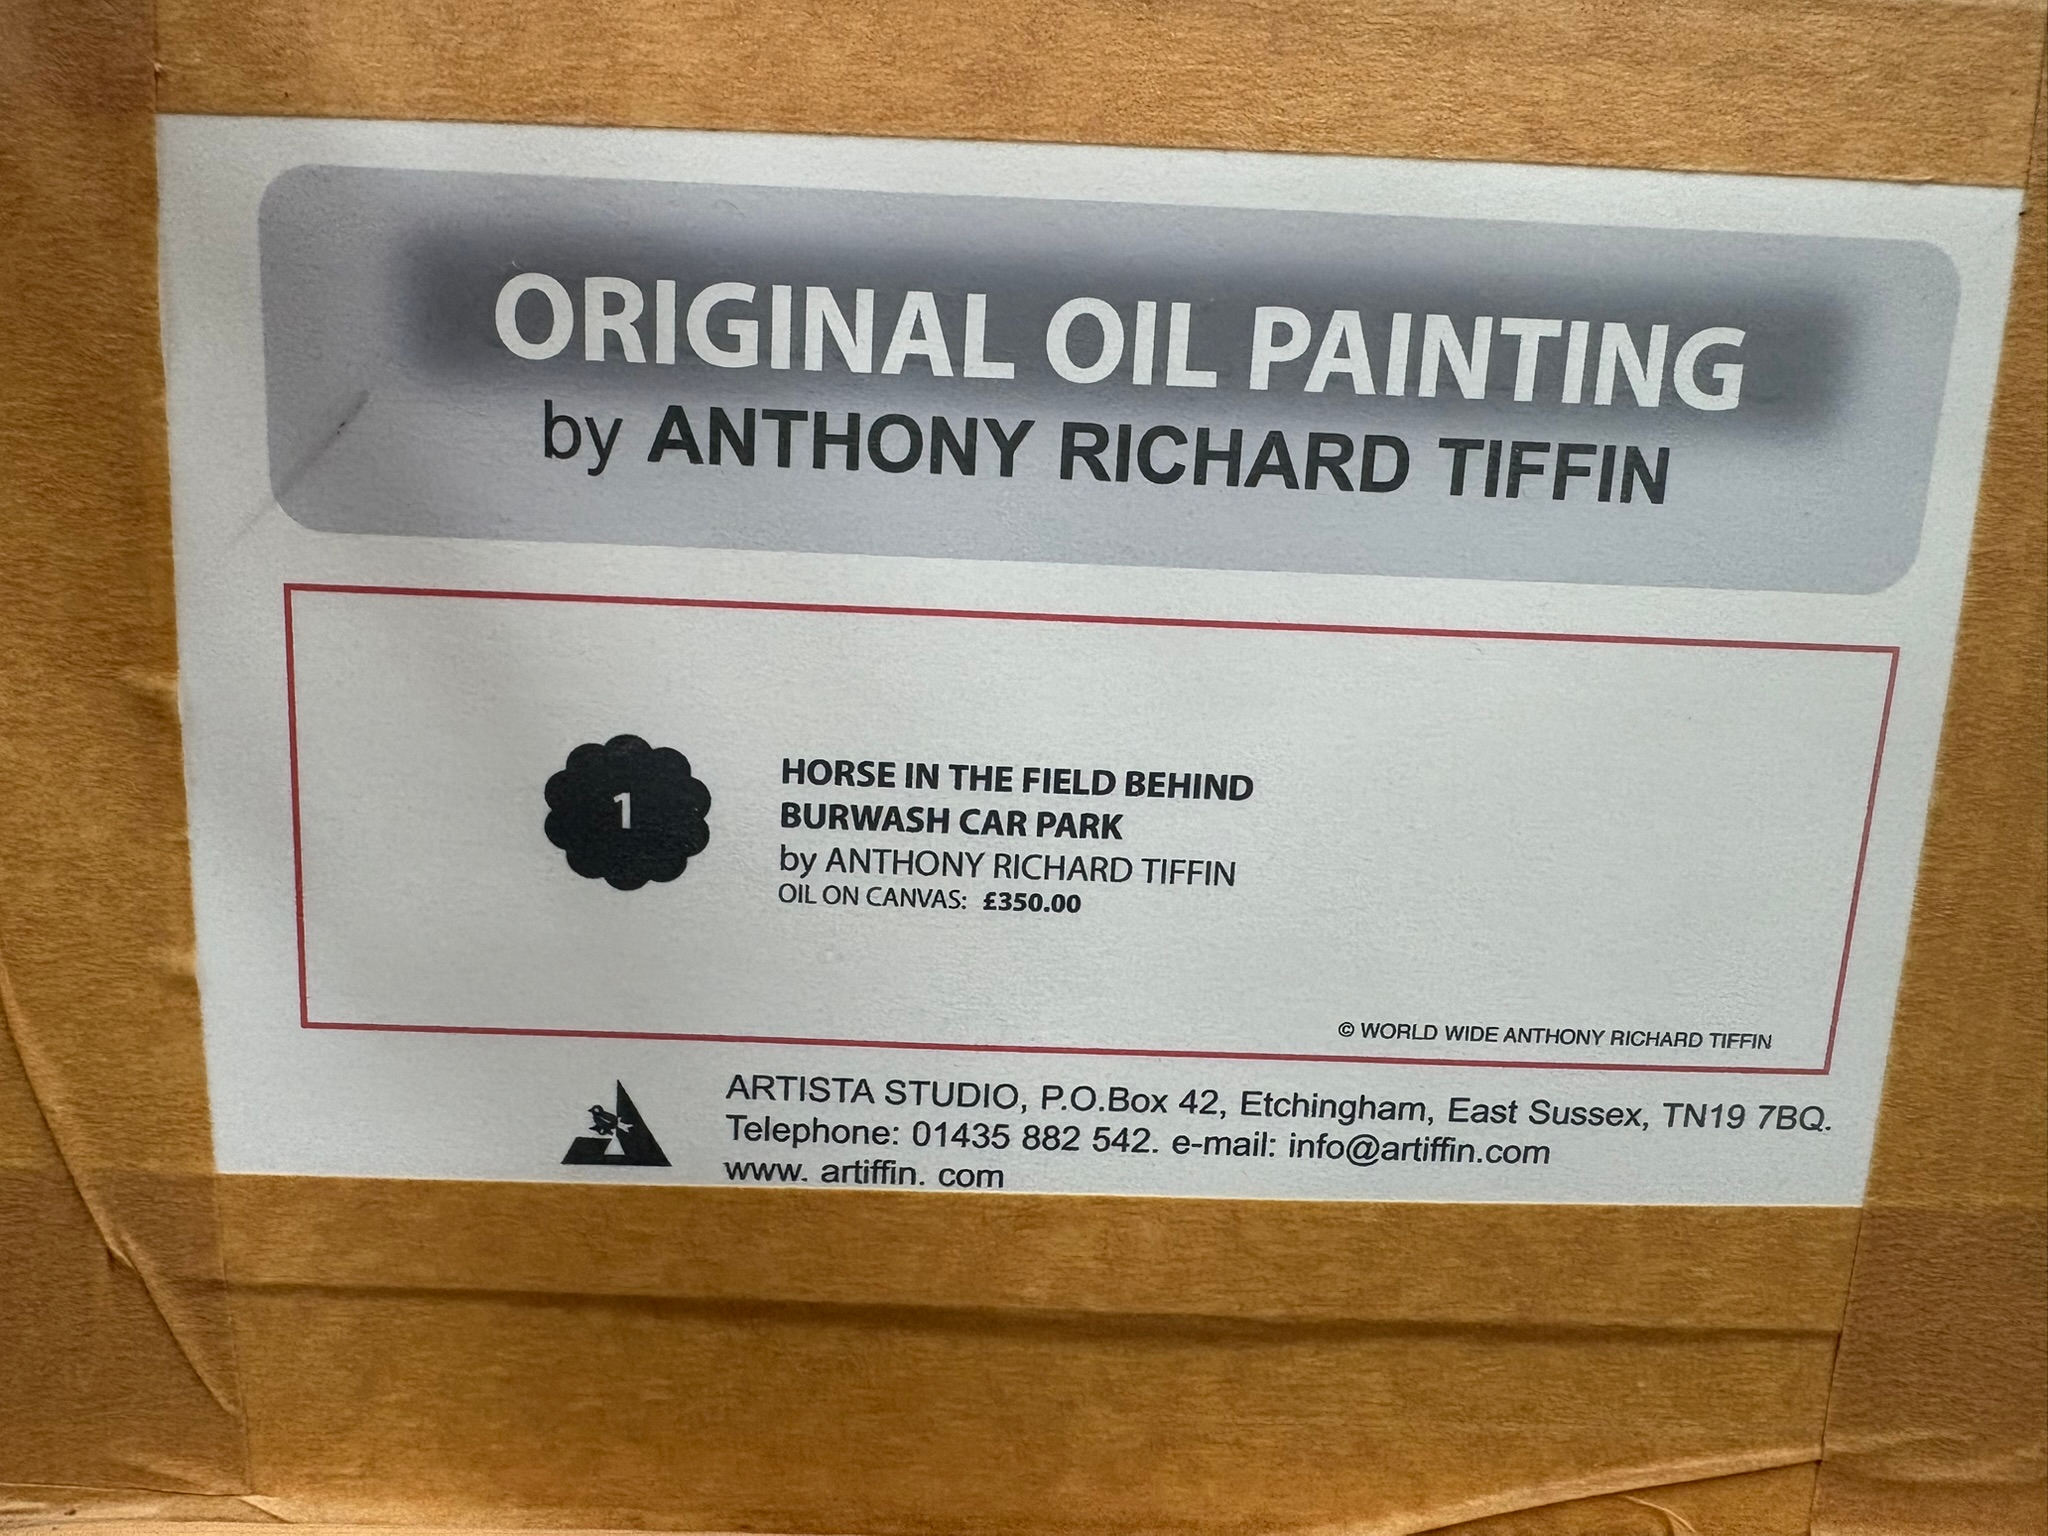 ORIGINAL OIL PAINTING
by ANTHONY RICHARD TIFFIN
1
HORSE IN THE FIELD BEHIND
BURWASH CAR PARK
by ANTHONY RICHARD TIFFIN
OIL ON CANVAS: £350.00
© WORLD WIDE ANTHONY RICHARD TIFFIN
ARTISTA STUDIO, P.O.Box 42, Etchingham, East Sussex, TN19 7BQ.
Telephone: 01435 882 542. e-mail: info@artiffin.com
www. artiffin. com